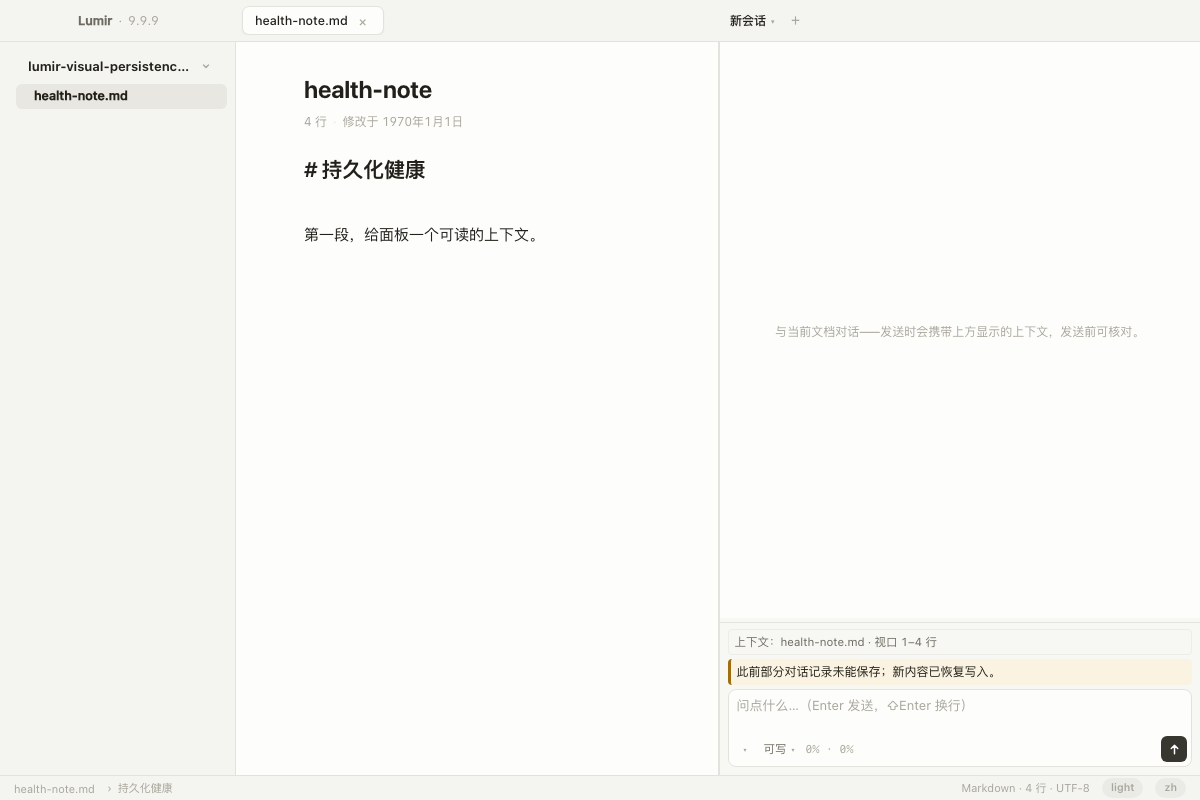 Lumir · 9.9.9
health-note.md ×
新会话 +
lumir-visual-persistenc...
health-note.md
health-note
4 行 · 修改于 1970年1月1日
# 持久化健康
第一段，给面板一个可读的上下文。
与当前文档对话——发送时会携带上方显示的上下文，发送前可核对。
上下文：health-note.md · 视口 1–4 行
此前部分对话记录未能保存；新内容已恢复写入。
问点什么…（Enter 发送，⇧Enter 换行）
可写 0% · 0%
health-note.md › 持久化健康
Markdown · 4 行 · UTF-8 light zh